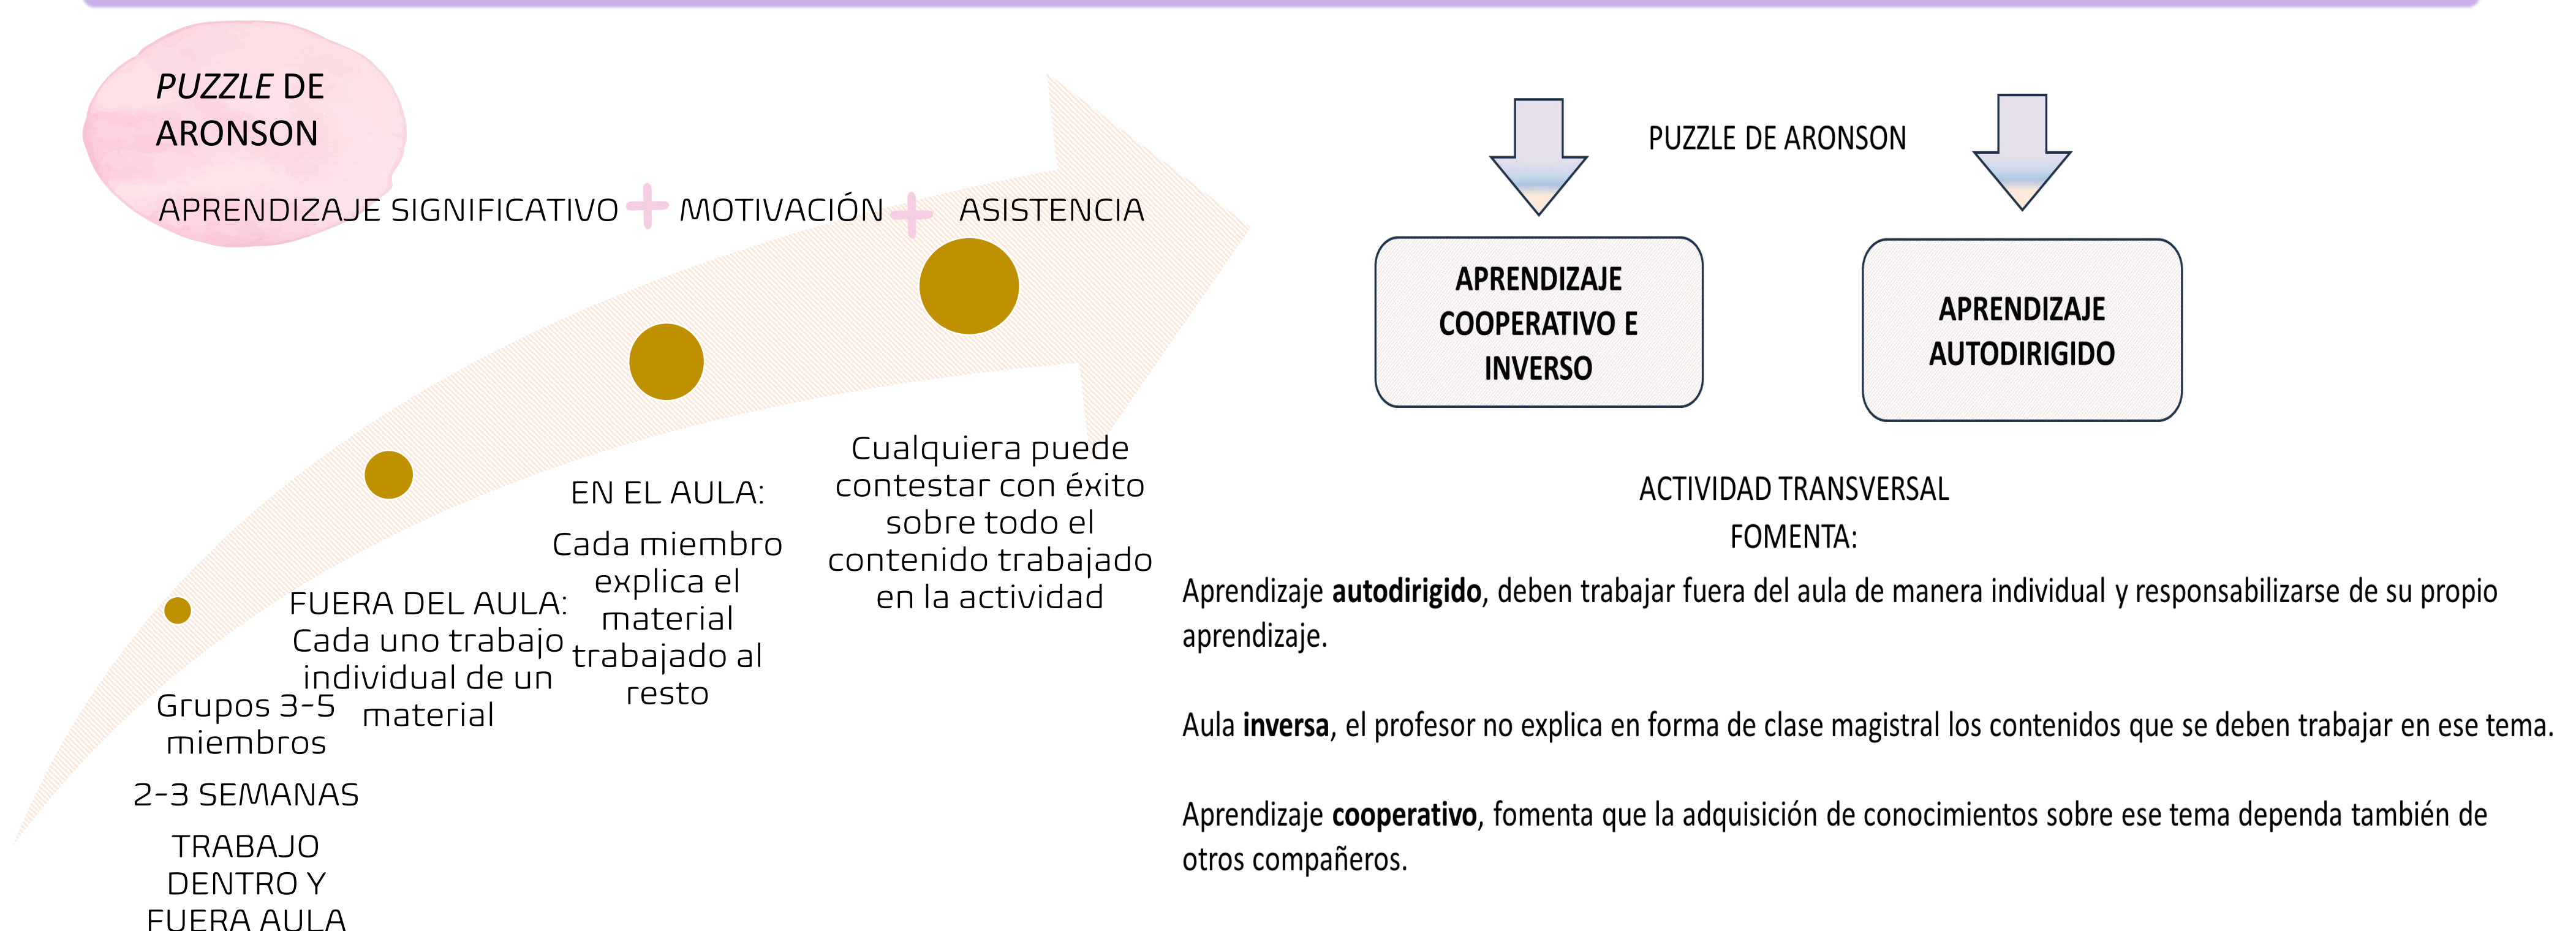 PUZZLE DE
ARONSON
APRENDIZAJE SIGNIFICATIVO + MOTIVACIÓN + ASISTENCIA
Grupos 3-5
miembros
2-3 SEMANAS
TRABAJO
DENTRO Y
FUERA AULA
FUERA DEL AULA:
Cada uno trabajo
individual de un
material
EN EL AULA:
Cada miembro
explica el
material
trabajado al
resto
Cualquiera puede
contestar con éxito
sobre todo el
contenido trabajado
en la actividad
PUZZLE DE ARONSON
APRENDIZAJE
COOPERATIVO E
INVERSO
APRENDIZAJE
AUTODIRIGIDO
ACTIVIDAD TRANSVERSAL
FOMENTA:
Aprendizaje autodirigido, deben trabajar fuera del aula de manera individual y responsabilizarse de su propio
aprendizaje.
Aula inversa, el profesor no explica en forma de clase magistral los contenidos que se deben trabajar en ese tema.
Aprendizaje cooperativo, fomenta que la adquisición de conocimientos sobre ese tema dependa también de
otros compañeros.